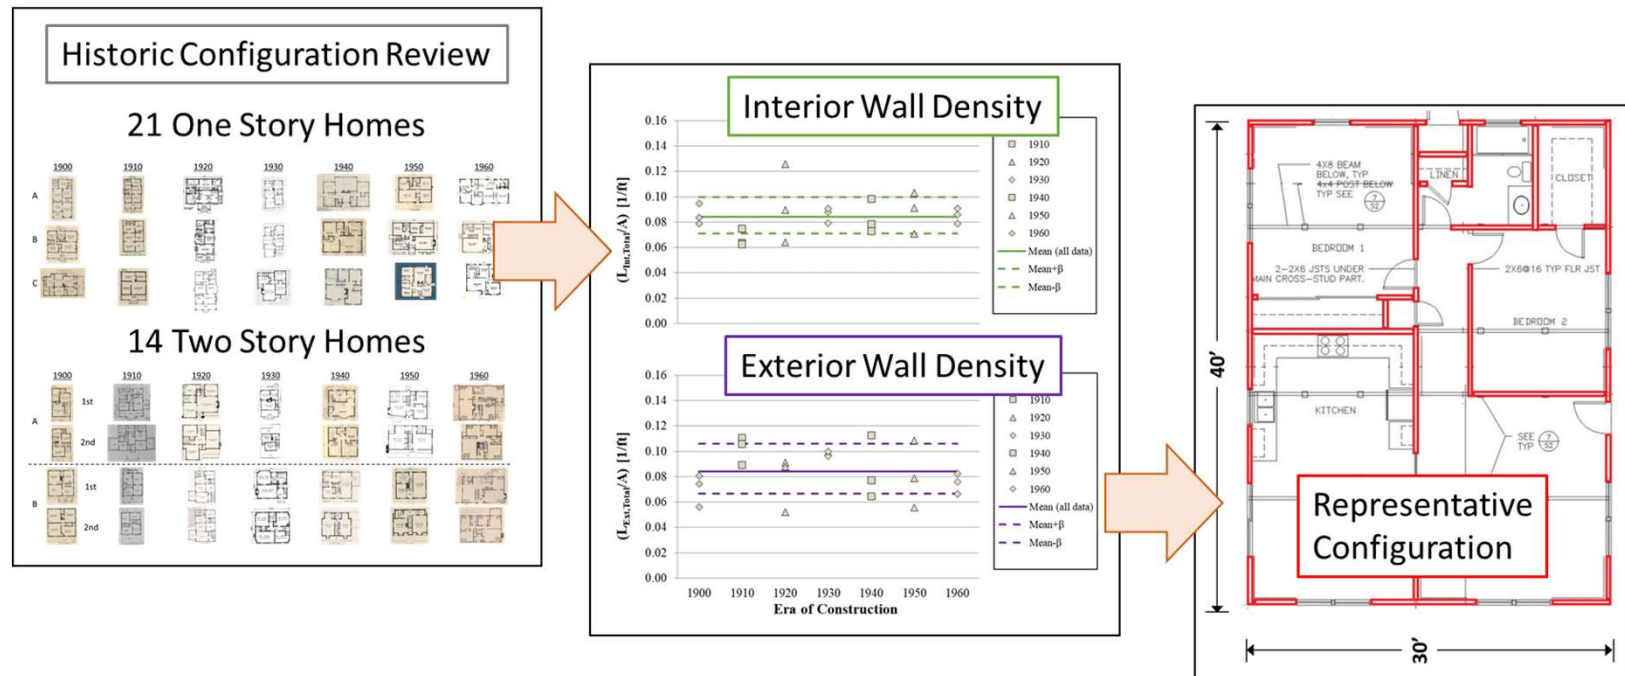 Historic Configuration Review
21 One Story Homes
1900 1910 1920 1930 1940 1950 1960
A
B
C
14 Two Story Homes
1900 1910 1920 1930 1940 1950 1960
A 1st
2nd
B 1st
2nd
Interior Wall Density
(L_Int,Total/A) [1/ft]
0.16
0.14
0.12
0.10
0.08
0.06
0.04
0.02
0.00
1910
1920
1930
1940
1950
1960
Mean (all data)
Mean+β
Mean-β
Exterior Wall Density
(L_Ext,Total/A) [1/ft]
0.16
0.14
0.12
0.10
0.08
0.06
0.04
0.02
0.00
1900 1910 1920 1930 1940 1950 1960
Era of Construction
1910
1920
1930
1940
1950
1960
Mean (all data)
Mean+β
Mean-β
4X8 BEAM
BELOW, TYP
4x4 POST BELOW
TYP SEE
7
S2
LINEN
CLOSET
BEDROOM 1
2-2X6 JSTS UNDER
MAIN CROSS-STUD PART.
2X6@16 TYP FLR JST
BEDROOM 2
KITCHEN
SEE
TYP
7
S2
Representative
Configuration
40'
30'